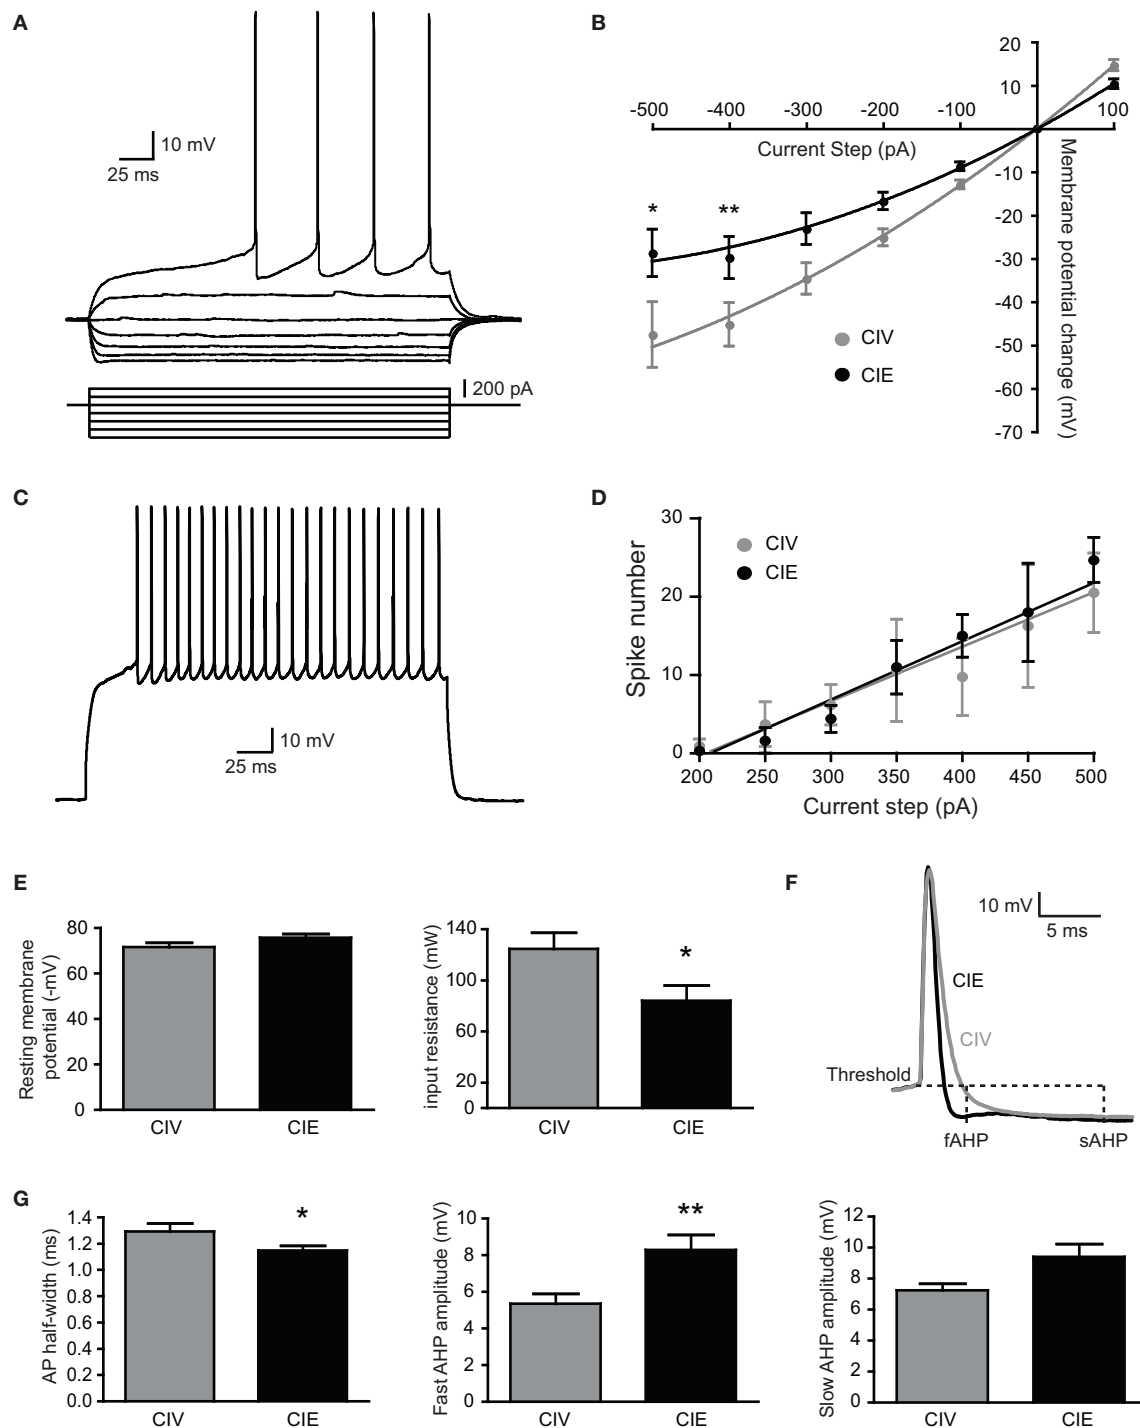 A
10 mV
25 ms
200 pA
B
20
10
-500 -400 -300 -200 -100 100
Current Step (pA)
-10
-20
-30
-40
-50
-60
-70
Membrane potential change (mV)
* **
CIV
CIE
C
10 mV
25 ms
D
30
20
10
0
Spike number
CIV
CIE
200 250 300 350 400 450 500
Current step (pA)
E
Resting membrane
potential (-mV)
80
60
40
20
0
CIV CIE
input resistance (mW)
140
100
60
20
0
*
CIV CIE
F
10 mV
5 ms
CIE
CIV
Threshold
fAHP sAHP
G
AP half-width (ms)
1.4
1.2
1.0
0.8
0.6
0.4
0.2
0.0
*
CIV CIE
Fast AHP amplitude (mV)
10
8
6
4
2
0
**
CIV CIE
Slow AHP amplitude (mV)
12
10
8
6
4
2
0
CIV CIE